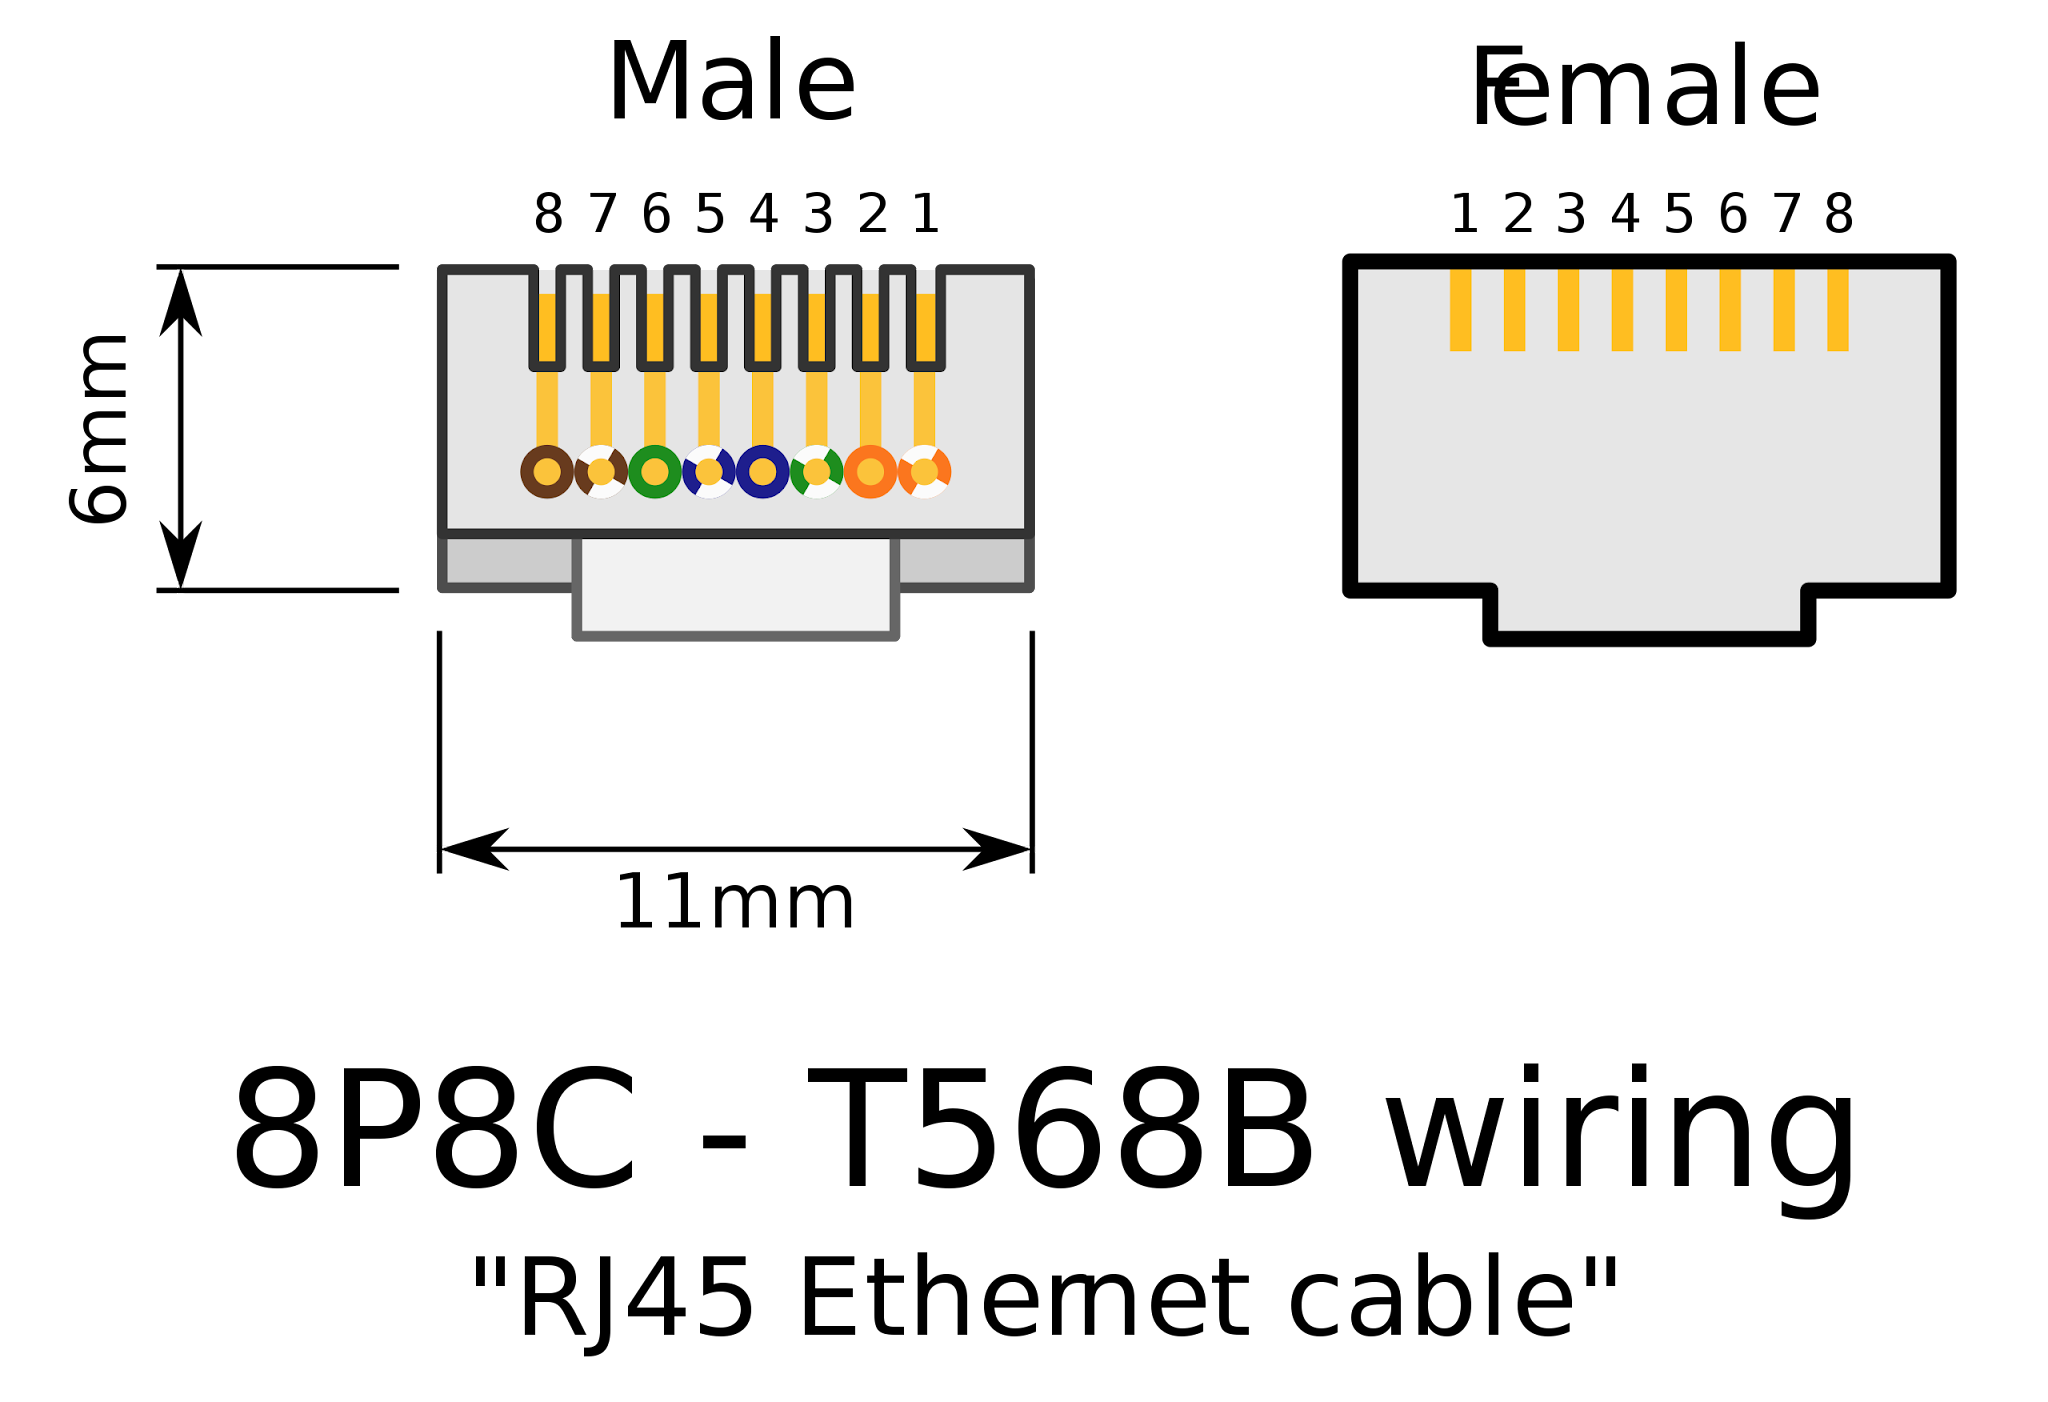 Male
Female
8 7 6 5 4 3 2 1
1 2 3 4 5 6 7 8
6mm
11mm
8P8C - T568B wiring
"RJ45 Ethernet cable"